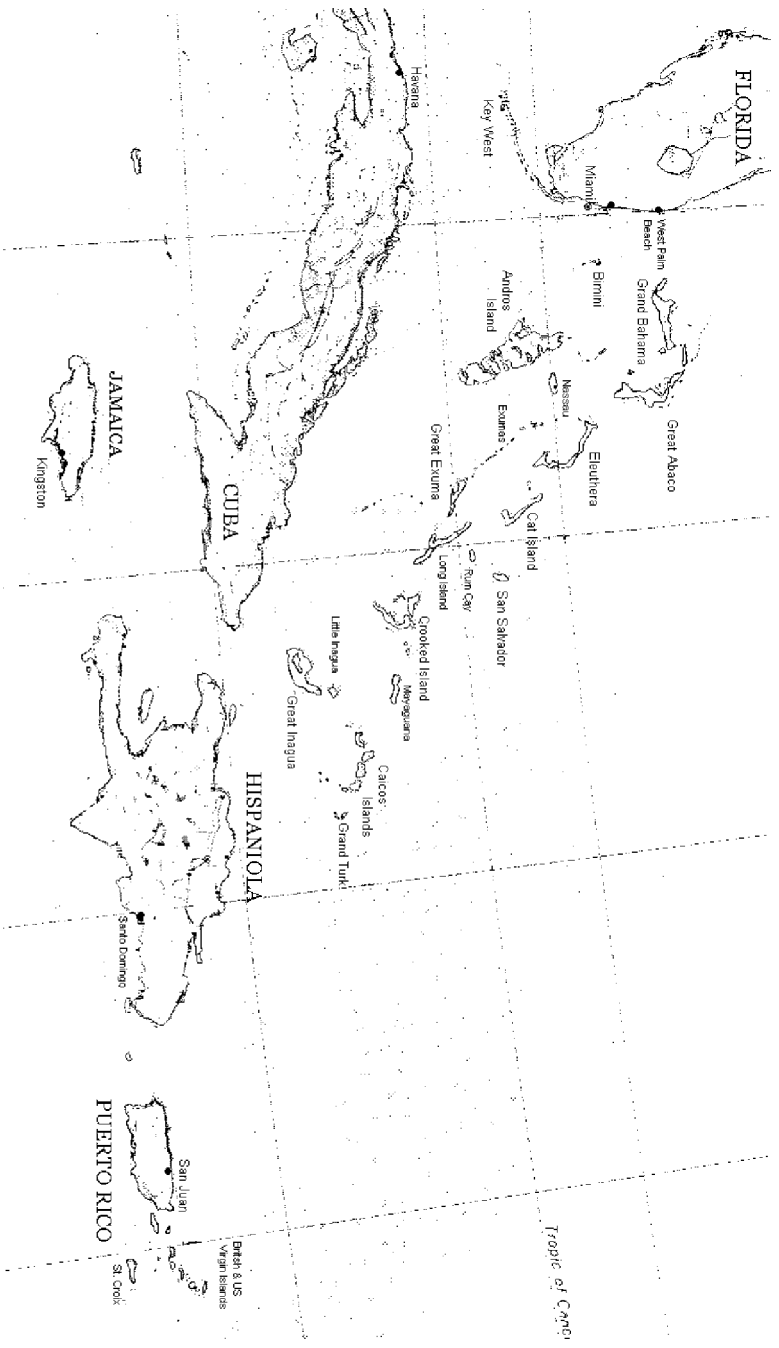 FLORIDA
West Palm
Beach
Miami
Key West
Havana
Bimini
Grand Bahama
Great Abaco
Andros
Island
Nassau
Eleuthera
Exumas
Great Exuma
Cat Island
San Salvador
Rum Cay
Long Island
Crooked Island
Mayaguana
Little Inagua
Great Inagua
Caicos
Islands
Grand Turk
CUBA
JAMAICA
Kingston
HISPANIOLA
Santo Domingo
PUERTO RICO
San Juan
British & US
Virgin Islands
St. Croix
Tropic of